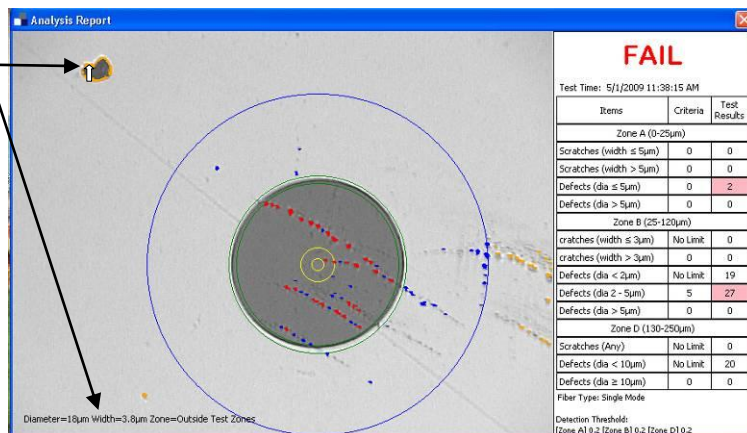 Analysis Report
FAIL
Test Time: 5/1/2009 11:38:15 AM
Items Criteria Test Results
Zone A (0-25µm)
Scratches (width ≤ 5µm) 0 0
Scratches (width > 5µm) 0 0
Defects (dia ≤ 5µm) 0 2
Defects (dia > 5µm) 0 0
Zone B (25-120µm)
cratches (width ≤ 3µm) No Limit 0
cratches (width > 3µm) 0 0
Defects (dia < 2µm) No Limit 19
Defects (dia 2 - 5µm) 5 27
Defects (dia > 5µm) 0 0
Zone D (130-250µm)
Scratches (Any) No Limit 0
Defects (dia < 10µm) No Limit 20
Defects (dia ≥ 10µm) 0 0
Fiber Type: Single Mode
Detection Threshold:
[Zone A] 0.2 [Zone B] 0.2 [Zone D] 0.2
Diameter=18µm Width=3.8µm Zone=Outside Test Zones